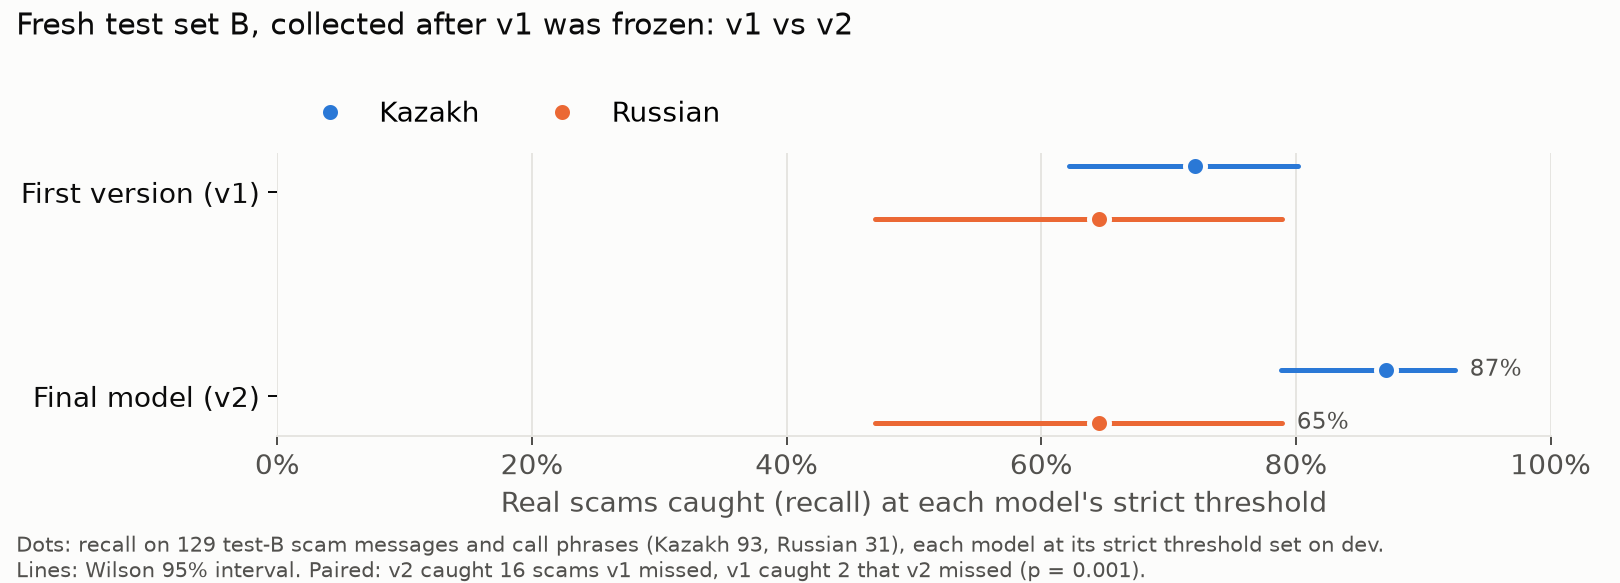 Fresh test set B, collected after v1 was frozen: v1 vs v2
Kazakh
Russian
First version (v1)
Final model (v2)
87%
65%
0%
20%
40%
60%
80%
100%
Real scams caught (recall) at each model's strict threshold
Dots: recall on 129 test-B scam messages and call phrases (Kazakh 93, Russian 31), each model at its strict threshold set on dev.
Lines: Wilson 95% interval. Paired: v2 caught 16 scams v1 missed, v1 caught 2 that v2 missed (p = 0.001).